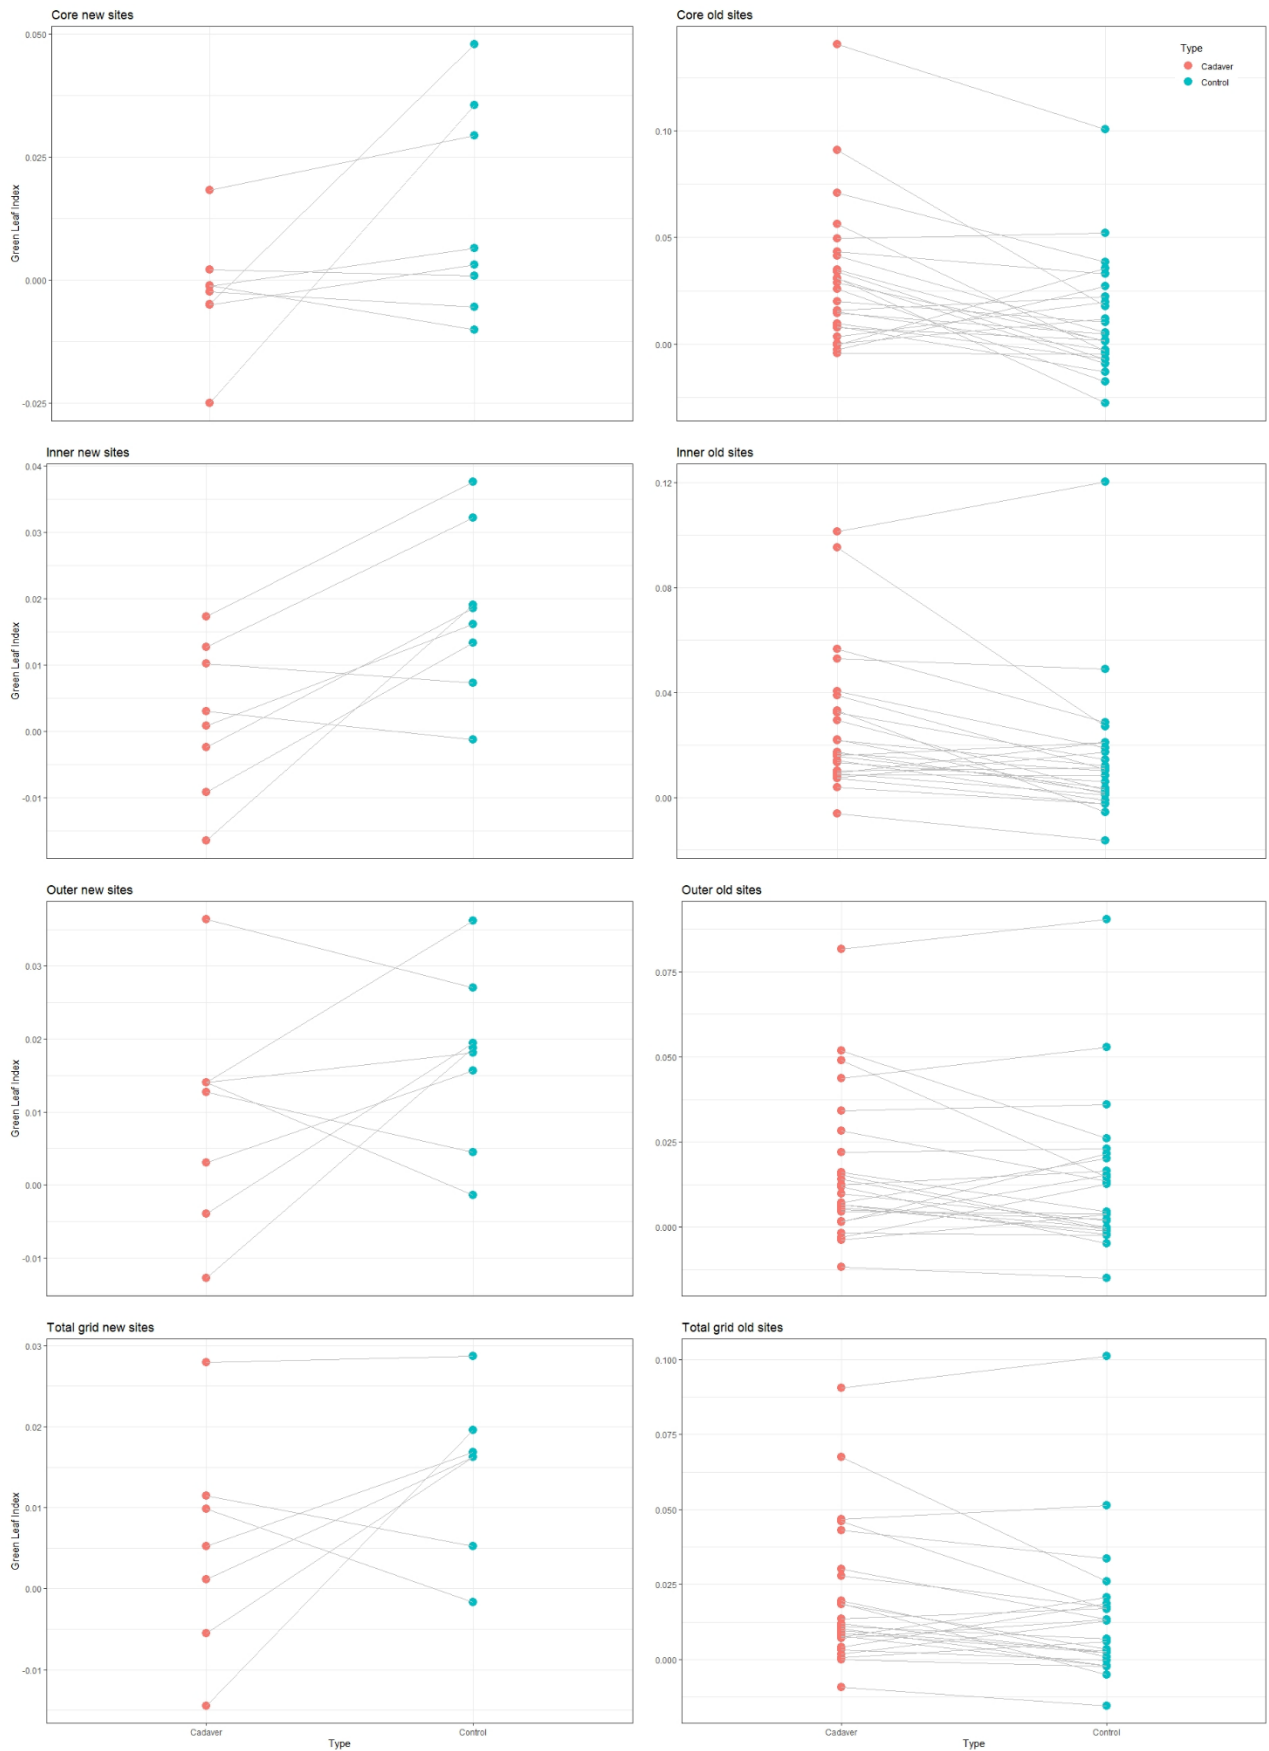 Core new sites
Core old sites
0.050
0.025
0.000
-0.025
Green Leaf Index
0.10
0.05
0.00
Type
Cadaver
Control
Inner new sites
Inner old sites
0.04
0.03
0.02
0.01
0.00
-0.01
Green Leaf Index
0.12
0.08
0.04
0.00
Outer new sites
Outer old sites
0.03
0.02
0.01
0.00
-0.01
Green Leaf Index
0.075
0.050
0.025
0.000
Total grid new sites
Total grid old sites
0.03
0.02
0.01
0.00
-0.01
Green Leaf Index
0.100
0.075
0.050
0.025
0.000
Cadaver
Control
Type
Cadaver
Control
Type